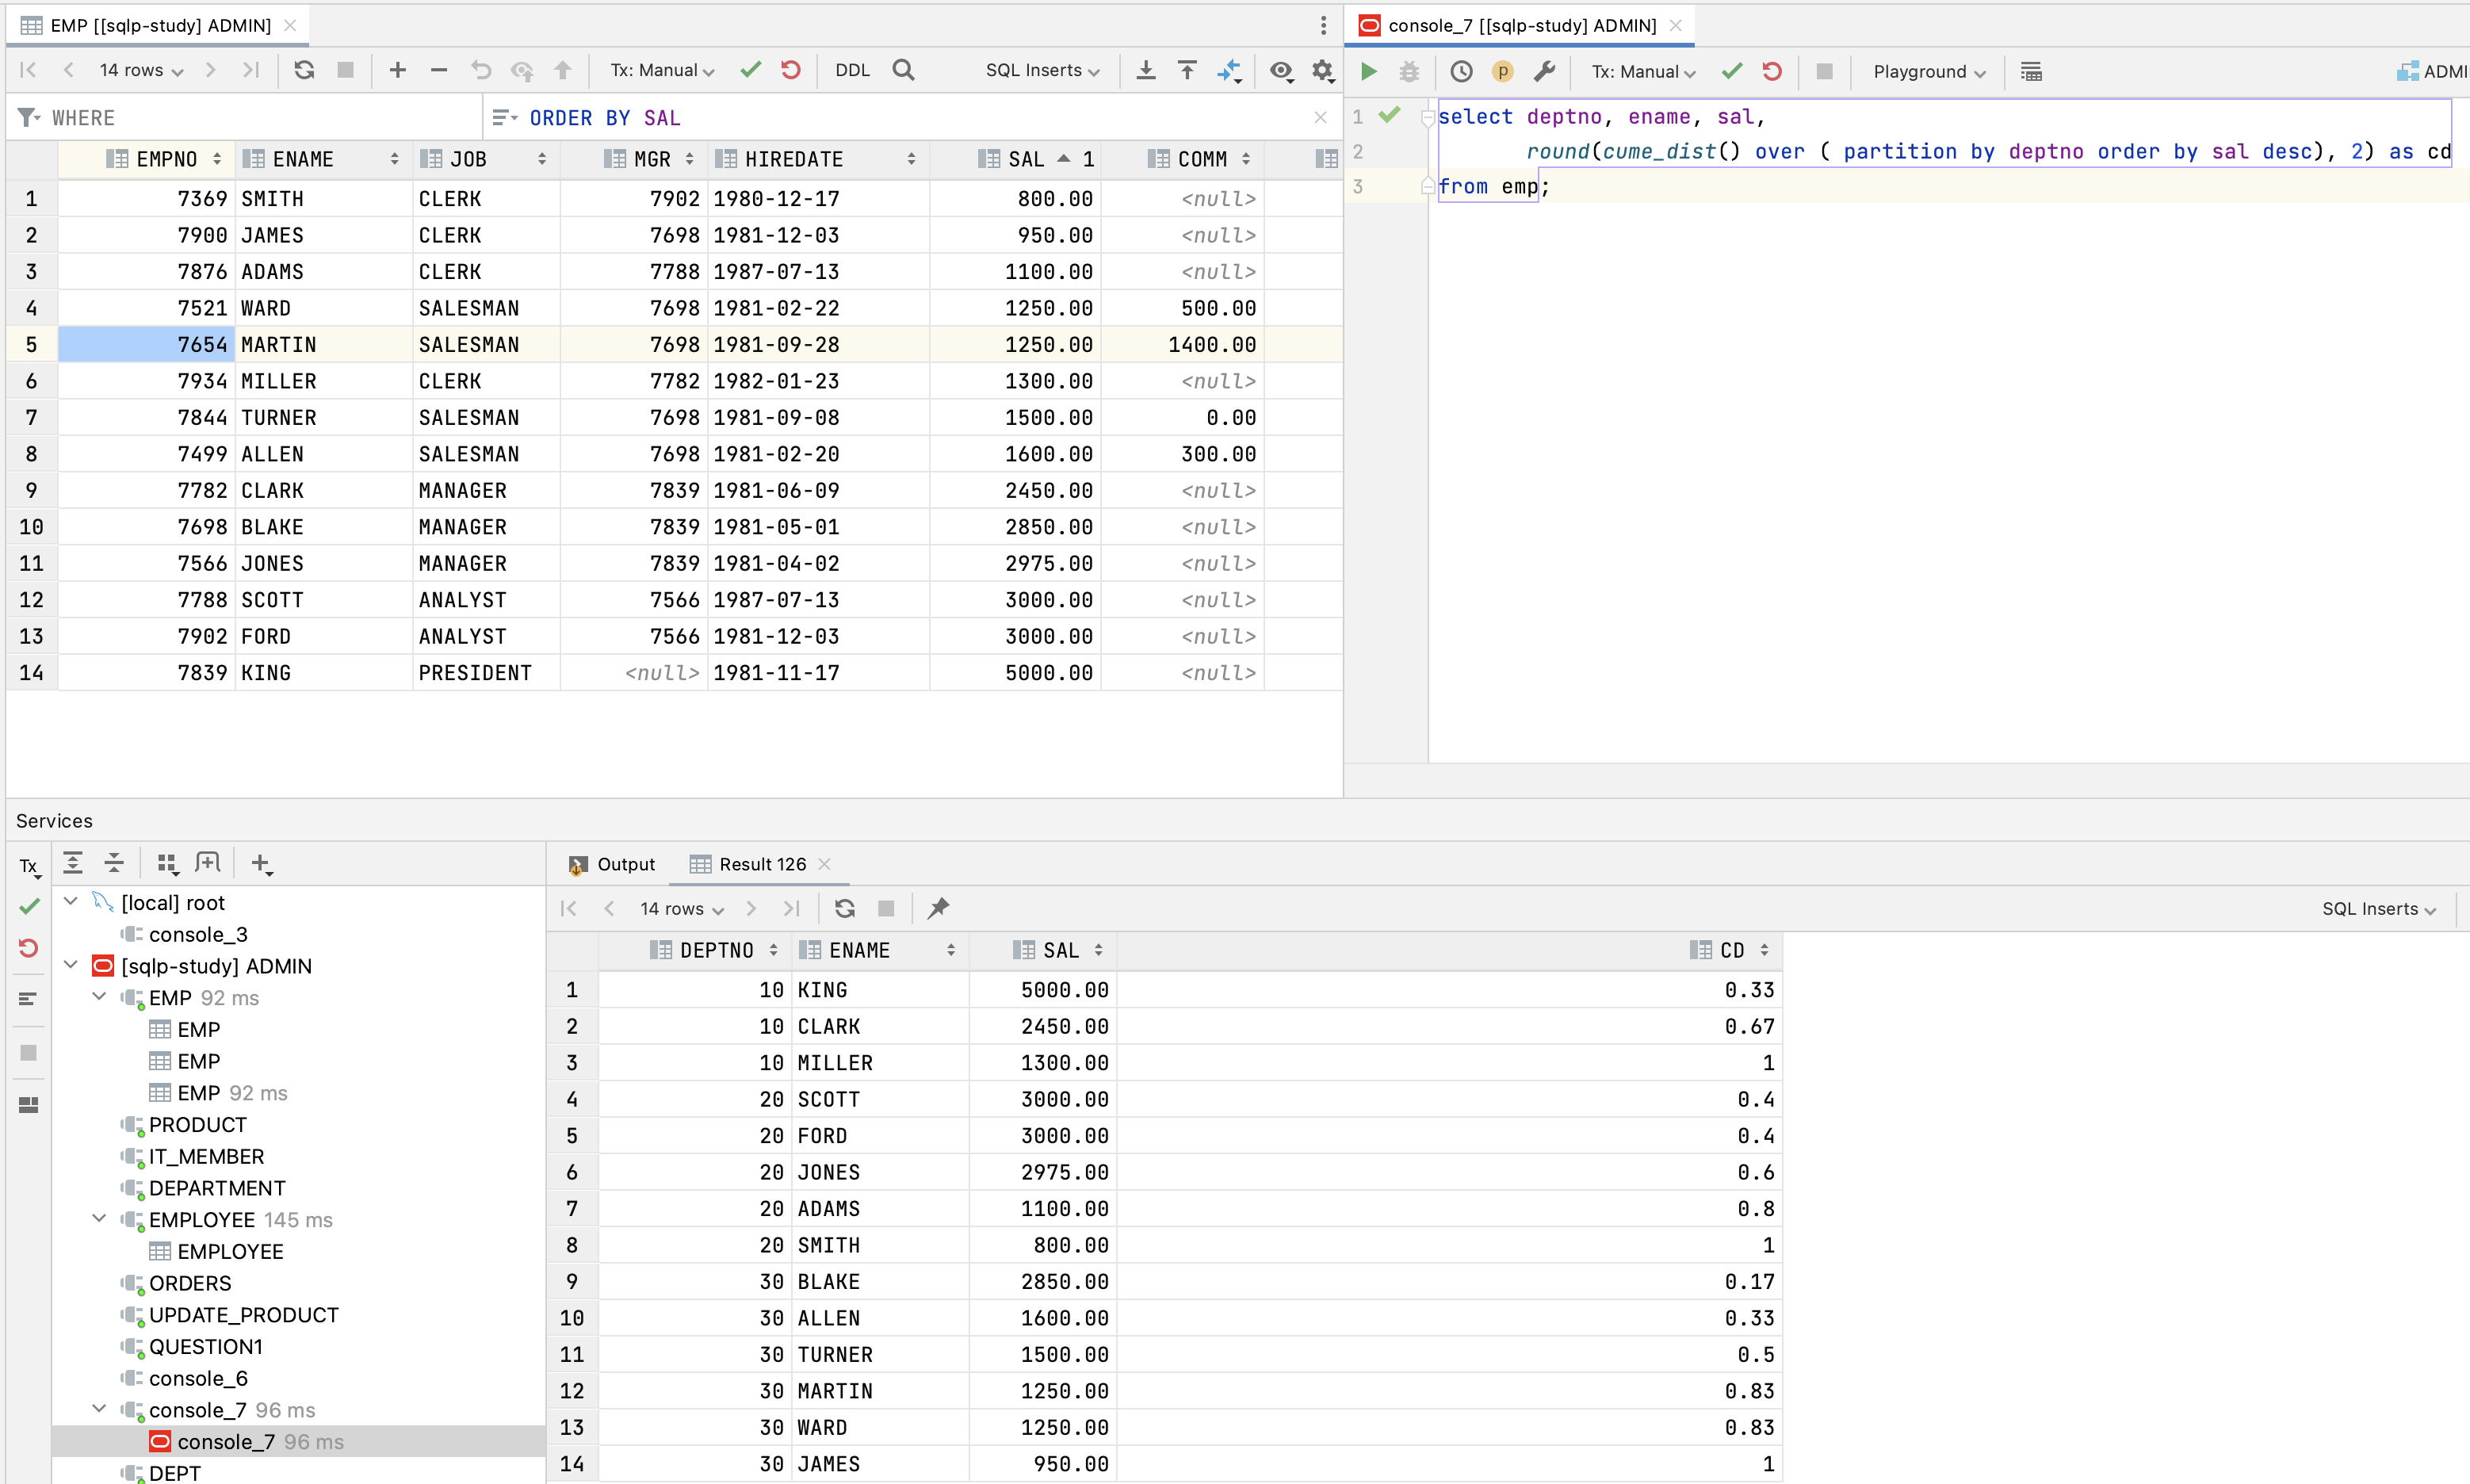 EMP [[sqlp-study] ADMIN]
14 rows
Tx: Manual
DDL
SQL Inserts
WHERE
ORDER BY SAL
EMPNO ENAME JOB MGR HIREDATE SAL 1 COMM
1 7369 SMITH CLERK 7902 1980-12-17 800.00 <null>
2 7900 JAMES CLERK 7698 1981-12-03 950.00 <null>
3 7876 ADAMS CLERK 7788 1987-07-13 1100.00 <null>
4 7521 WARD SALESMAN 7698 1981-02-22 1250.00 500.00
5 7654 MARTIN SALESMAN 7698 1981-09-28 1250.00 1400.00
6 7934 MILLER CLERK 7782 1982-01-23 1300.00 <null>
7 7844 TURNER SALESMAN 7698 1981-09-08 1500.00 0.00
8 7499 ALLEN SALESMAN 7698 1981-02-20 1600.00 300.00
9 7782 CLARK MANAGER 7839 1981-06-09 2450.00 <null>
10 7698 BLAKE MANAGER 7839 1981-05-01 2850.00 <null>
11 7566 JONES MANAGER 7839 1981-04-02 2975.00 <null>
12 7788 SCOTT ANALYST 7566 1987-07-13 3000.00 <null>
13 7902 FORD ANALYST 7566 1981-12-03 3000.00 <null>
14 7839 KING PRESIDENT <null> 1981-11-17 5000.00 <null>
console_7 [[sqlp-study] ADMIN]
p
Tx: Manual
Playground
ADMI
1 select deptno, ename, sal,
2 round(cume_dist() over ( partition by deptno order by sal desc), 2) as cd
3 from emp;
Services
Tx
[local] root
console_3
[sqlp-study] ADMIN
EMP 92 ms
EMP
EMP
EMP 92 ms
PRODUCT
IT_MEMBER
DEPARTMENT
EMPLOYEE 145 ms
EMPLOYEE
ORDERS
UPDATE_PRODUCT
QUESTION1
console_6
console_7 96 ms
console_7 96 ms
DEPT
Output
Result 126
14 rows
SQL Inserts
DEPTNO ENAME SAL CD
1 10 KING 5000.00 0.33
2 10 CLARK 2450.00 0.67
3 10 MILLER 1300.00 1
4 20 SCOTT 3000.00 0.4
5 20 FORD 3000.00 0.4
6 20 JONES 2975.00 0.6
7 20 ADAMS 1100.00 0.8
8 20 SMITH 800.00 1
9 30 BLAKE 2850.00 0.17
10 30 ALLEN 1600.00 0.33
11 30 TURNER 1500.00 0.5
12 30 MARTIN 1250.00 0.83
13 30 WARD 1250.00 0.83
14 30 JAMES 950.00 1